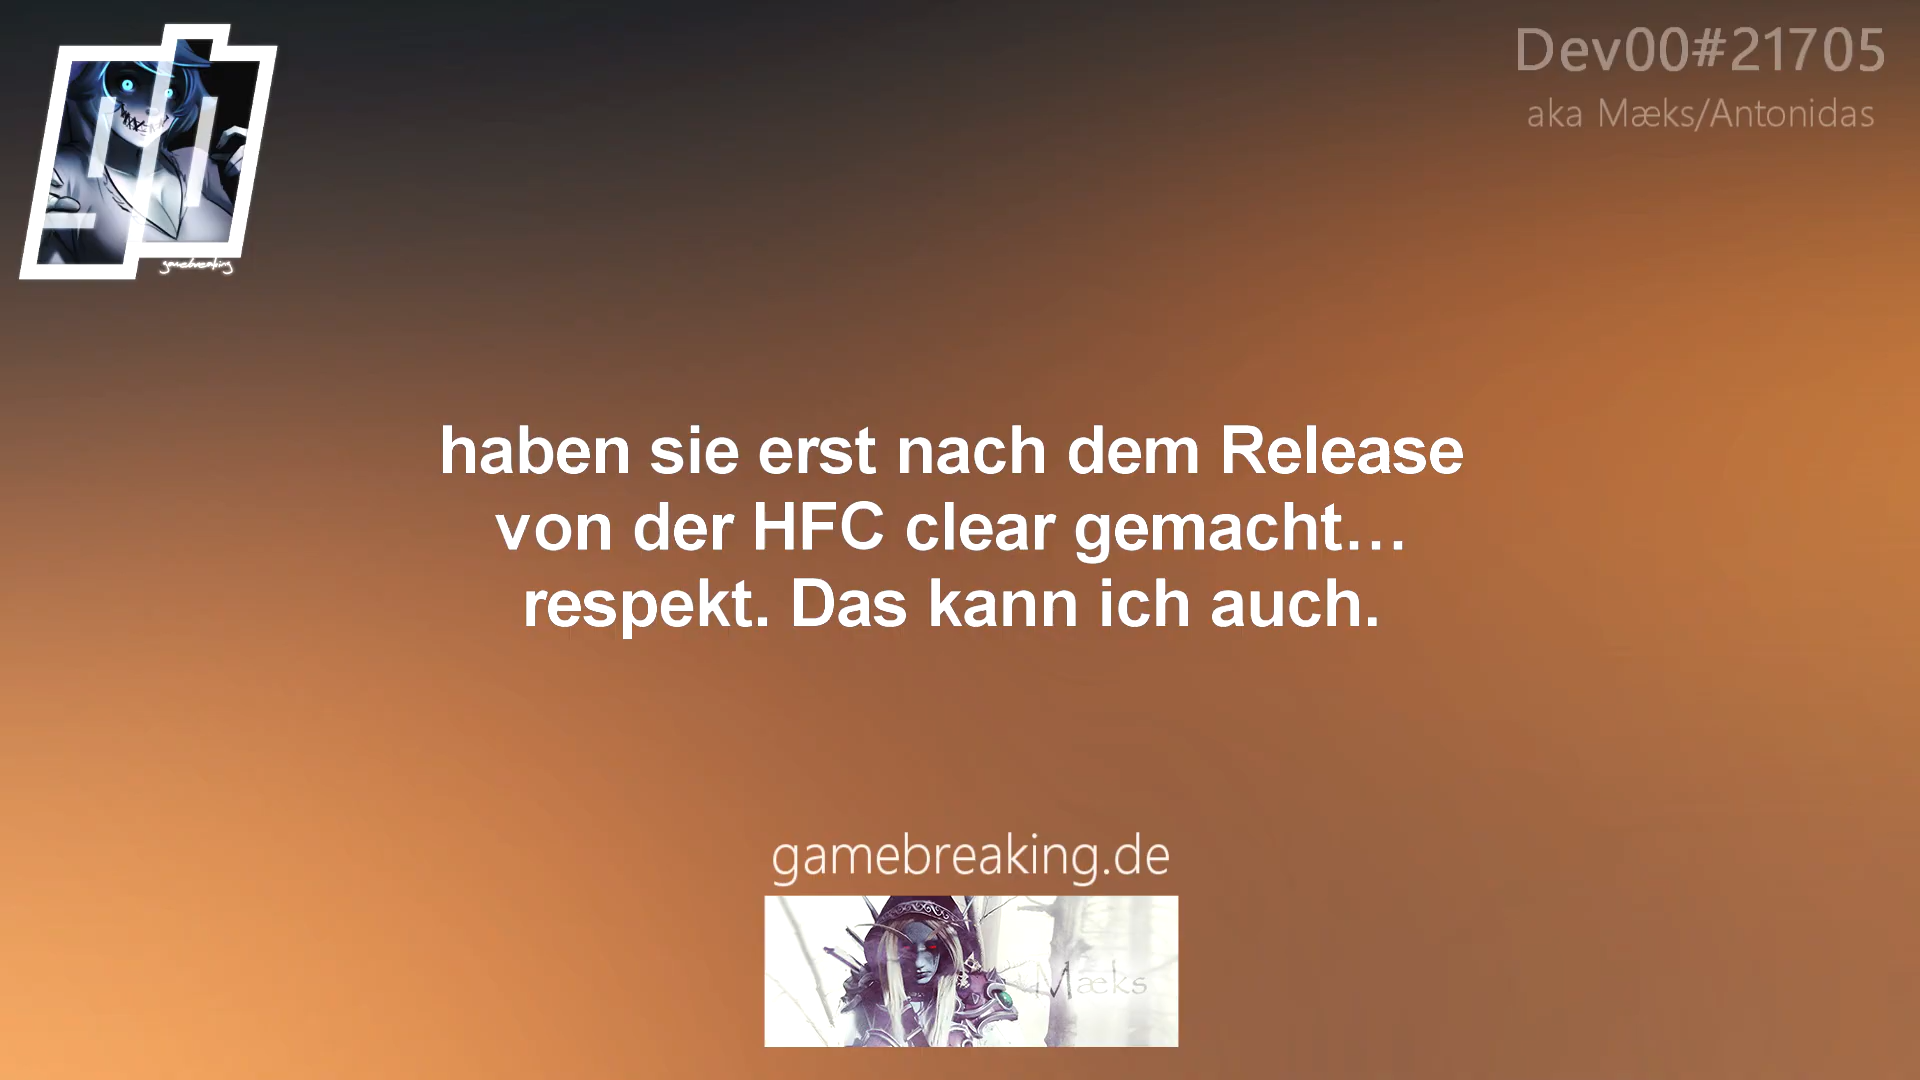 Dev00#21705
aka Mæks/Antonidas
gamebreaking
haben sie erst nach dem Release
von der HFC clear gemacht…
respekt. Das kann ich auch.
gamebreaking.de
Mæks